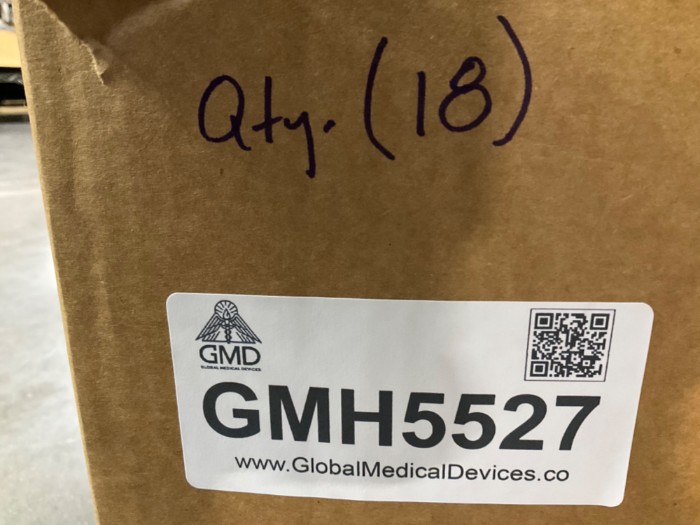 Qty. (18)
GMD
GLOBAL MEDICAL DEVICES
GMH5527
www.GlobalMedicalDevices.co